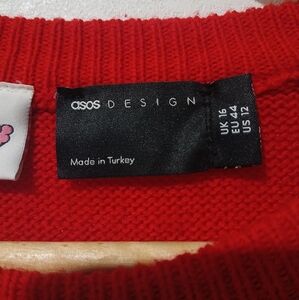 asos DESIGN
Made in Turkey
UK 16
EU 44
US 12